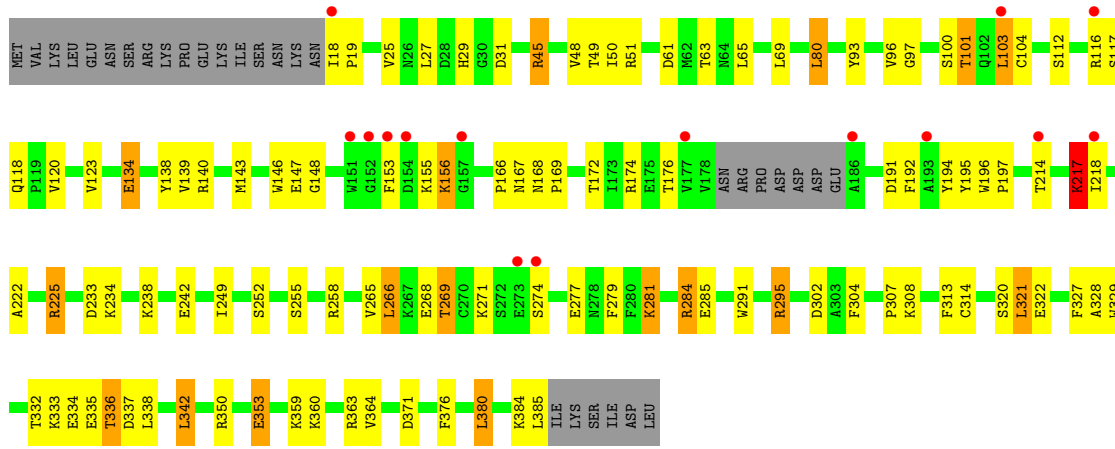 MET VAL LYS LEU GLU ASN SER ARG LYS PRO GLU LYS ILE SER ASN LYS ASN I18 P19 V25 N26 L27 D28 H29 G30 D31 R45 V48 T49 I50 R51 D61 M62 T63 N64 L65 L69 L80 Y93 V96 G97 S100 T101 Q102 L103 C104 S112 R116 S117
Q118 P119 V120 V123 E134 Y138 V139 R140 M143 W146 E147 G148 W151 G152 F153 D154 K155 K156 G157 P166 N167 N168 P169 T172 I173 R174 E175 T176 V177 V178 ASN ARG PRO ASP ASP ASP GLU A186 D191 F192 A193 Y194 Y195 W196 P197 T214 K217 I218
A222 R225 D233 K234 K238 E242 I249 S252 S255 R258 V265 L266 K267 E268 T269 C270 K271 S272 E273 S274 E277 N278 F279 F280 K281 R284 E285 W291 R295 D302 A303 F304 P307 K308 F313 C314 S320 L321 E322 F327 A328 W329
T332 K333 E334 E335 T336 D337 L338 L342 R350 E353 K359 K360 R363 V364 D371 F376 L380 K384 L385 ILE LYS SER ILE ASP LEU